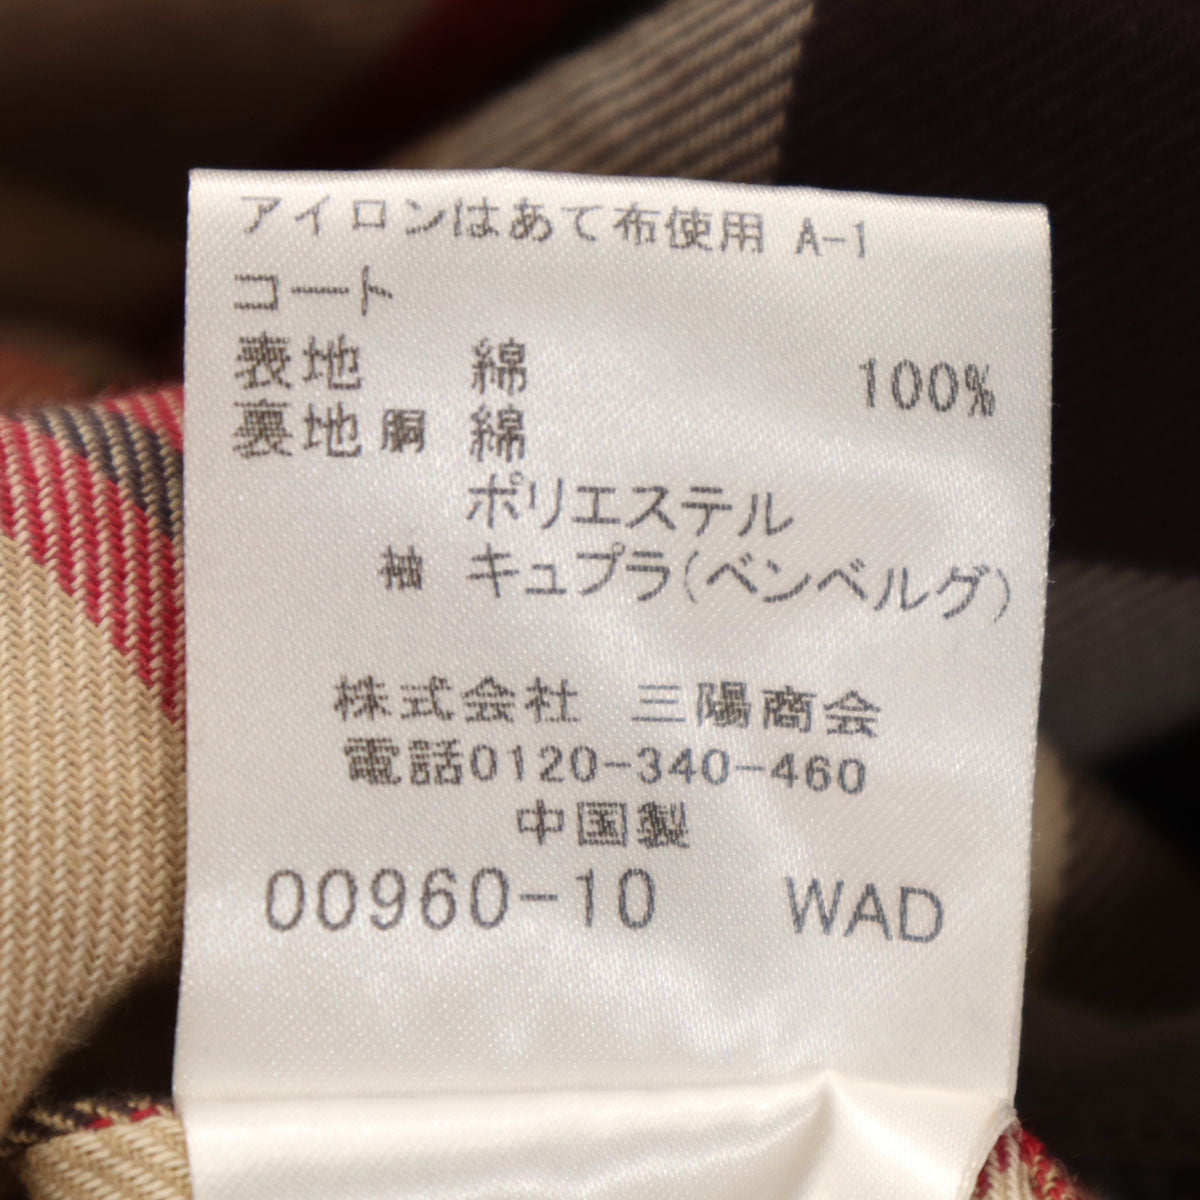 アイロンはあて布使用 A-1
コート
表地 綿 100%
裏地 胴 綿
ポリエステル
袖 キュプラ(ベンベルグ)
株式会社 三陽商会
電話0120-340-460
中国製
00960-10 WAD